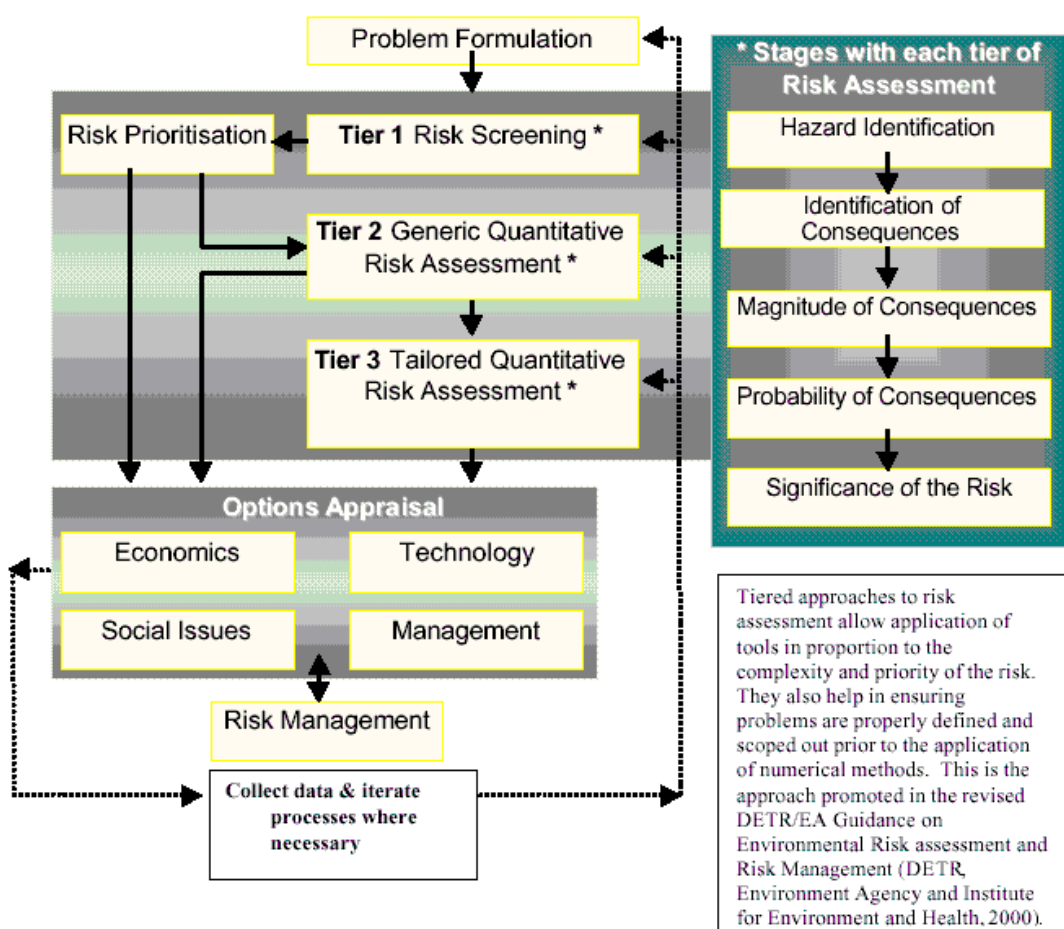 Problem Formulation
Risk Prioritisation
Tier 1 Risk Screening *
Tier 2 Generic Quantitative
Risk Assessment *
Tier 3 Tailored Quantitative
Risk Assessment *
Options Appraisal
Economics
Technology
Social Issues
Management
Risk Management
Collect data & iterate
processes where
necessary
* Stages with each tier of
Risk Assessment
Hazard Identification
Identification of
Consequences
Magnitude of Consequences
Probability of Consequences
Significance of the Risk
Tiered approaches to risk
assessment allow application of
tools in proportion to the
complexity and priority of the risk.
They also help in ensuring
problems are properly defined and
scoped out prior to the application
of numerical methods.  This is the
approach promoted in the revised
DETR/EA Guidance on
Environmental Risk assessment and
Risk Management (DETR,
Environment Agency and Institute
for Environment and Health, 2000).